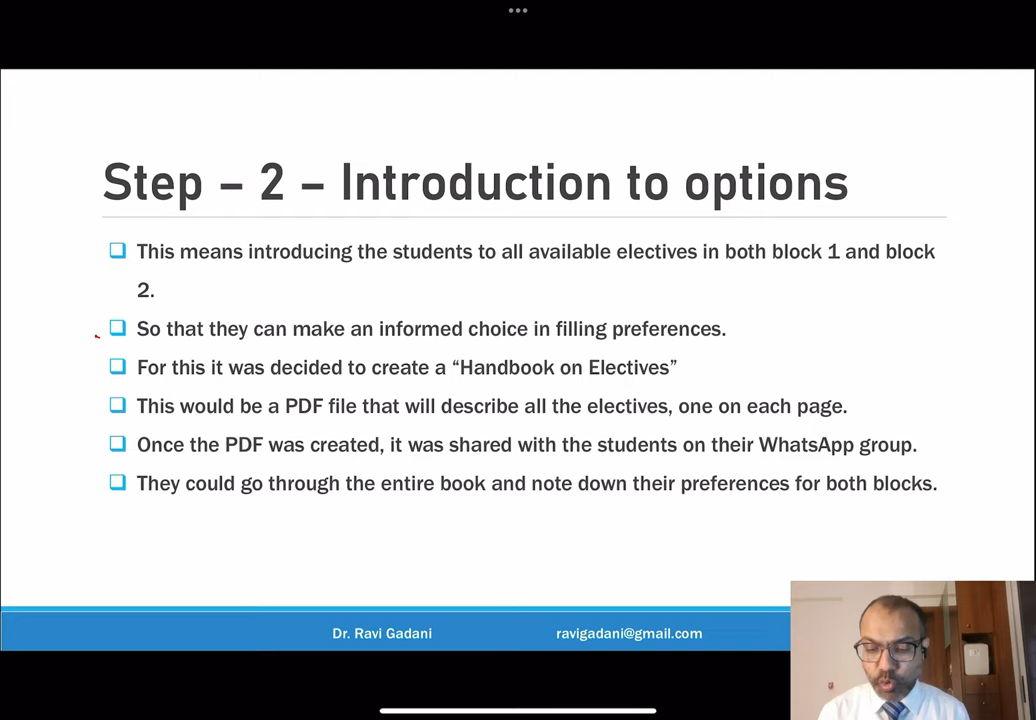 Step – 2 – Introduction to options
This means introducing the students to all available electives in both block 1 and block
2.
So that they can make an informed choice in filling preferences.
For this it was decided to create a “Handbook on Electives”
This would be a PDF file that will describe all the electives, one on each page.
Once the PDF was created, it was shared with the students on their WhatsApp group.
They could go through the entire book and note down their preferences for both blocks.
Dr. Ravi Gadani
ravigadani@gmail.com